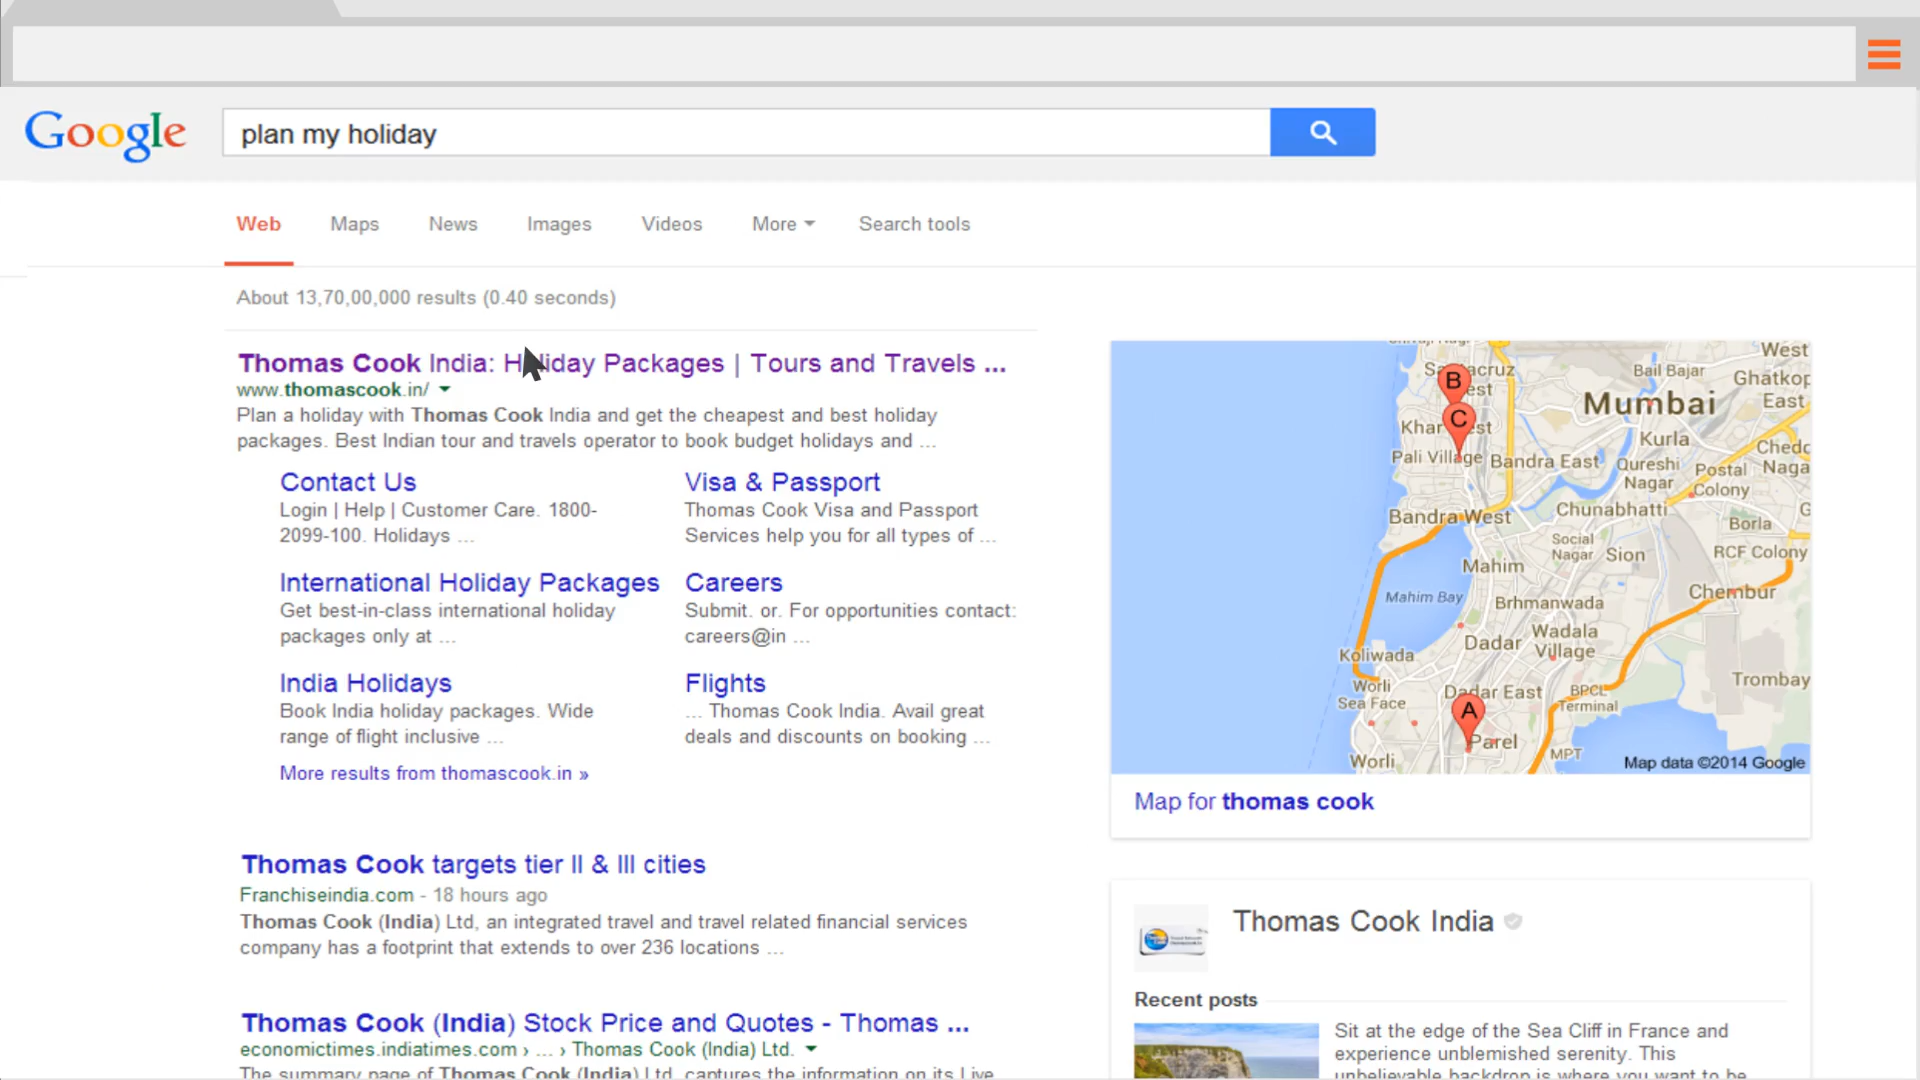 Google
plan my holiday
Web Maps News Images Videos More Search tools
About 13,70,00,000 results (0.40 seconds)
Thomas Cook India: Holiday Packages | Tours and Travels ...
www.thomascook.in/
Plan a holiday with Thomas Cook India and get the cheapest and best holiday
packages. Best Indian tour and travels operator to book budget holidays and ...
Contact Us
Login | Help | Customer Care. 1800-
2099-100. Holidays ...
Visa & Passport
Thomas Cook Visa and Passport
Services help you for all types of ...
International Holiday Packages
Get best-in-class international holiday
packages only at ...
Careers
Submit. or. For opportunities contact:
careers@in ...
India Holidays
Book India holiday packages. Wide
range of flight inclusive ...
Flights
... Thomas Cook India. Avail great
deals and discounts on booking ...
More results from thomascook.in »
Thomas Cook targets tier II & III cities
Franchiseindia.com - 18 hours ago
Thomas Cook (India) Ltd, an integrated travel and travel related financial services
company has a footprint that extends to over 236 locations ...
Thomas Cook (India) Stock Price and Quotes - Thomas ...
economictimes.indiatimes.com › ... › Thomas Cook (India) Ltd.
The summary page of Thomas Cook (India) Ltd. captures the information on its Live
West
Bail Bajar
Ghatkop
East
B
Mumbai
C
Kurla
Pali Village
Bandra East
Qureshi
Nagar
Postal
Colony
Naga
Bandra West
Chunabhatti
Borla
Social
Nagar
Sion
RCF Colony
Mahim
Chembur
Mahim Bay
Brhmanwada
Dadar
Wadala
Village
Koliwada
Worli
Sea Face
Dadar East
BPCL
Terminal
Trombay
A
Parel
Worli
MPT
Map data ©2014 Google
Map for thomas cook
Thomas Cook India
Recent posts
Sit at the edge of the Sea Cliff in France and
experience unblemished serenity. This
unbelievable backdrop is where you want to be